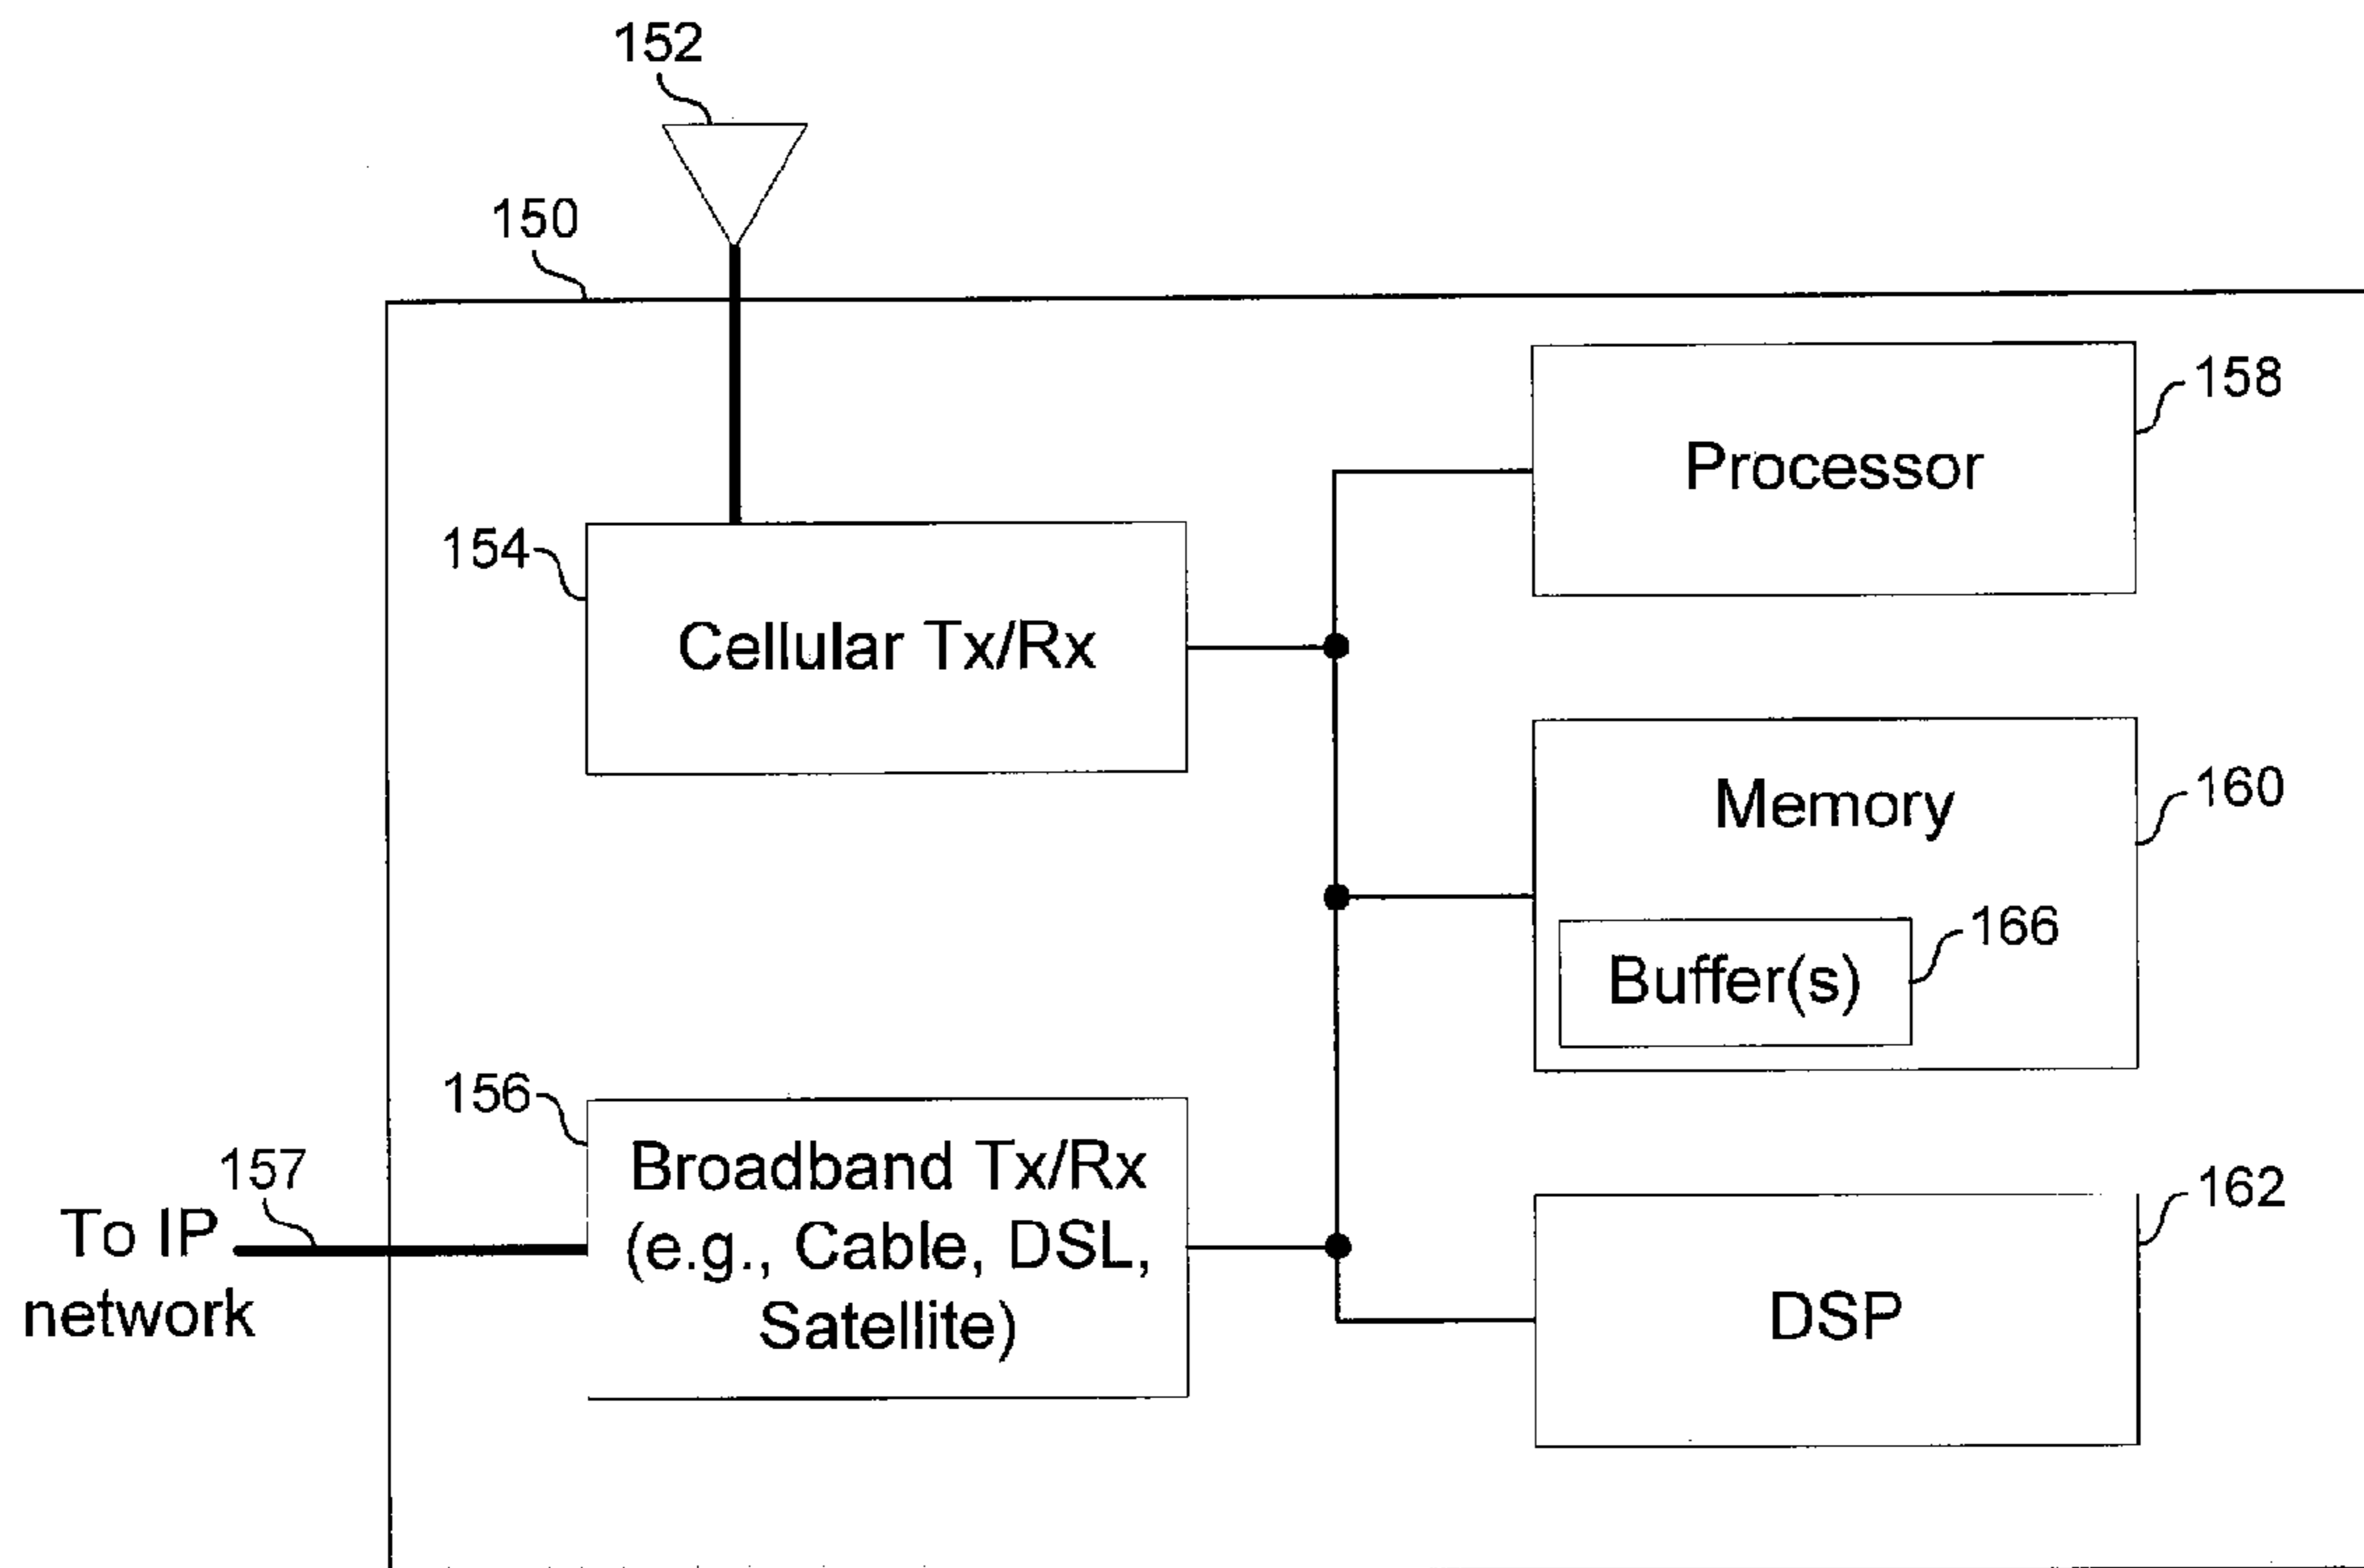 152
150
158
Processor
154
Cellular Tx/Rx
160
Memory
166
Buffer(s)
156
Broadband Tx/Rx
(e.g., Cable, DSL,
Satellite)
157
To IP
network
162
DSP